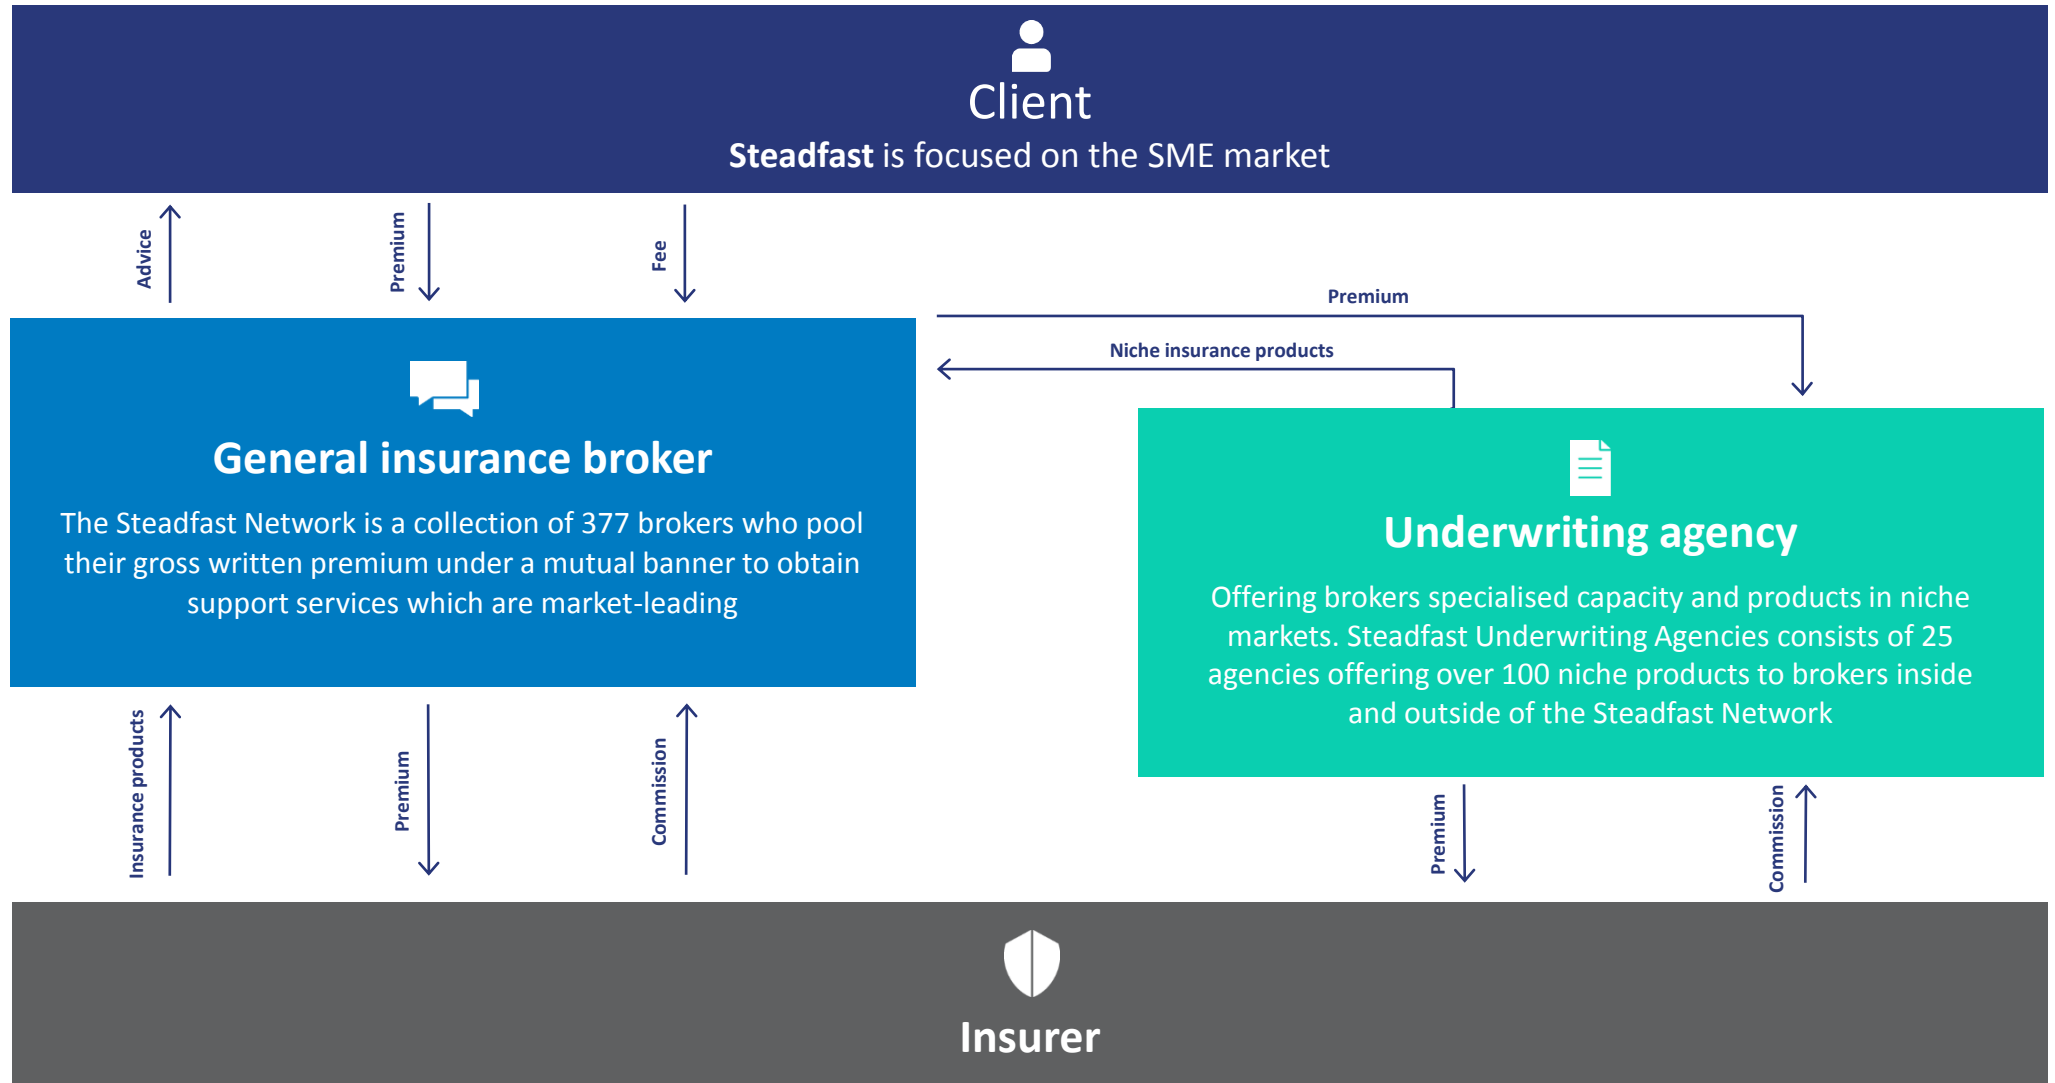 Client
Steadfast is focused on the SME market
Advice
Premium
Fee
Premium
Niche insurance products
General insurance broker
The Steadfast Network is a collection of 377 brokers who pool
their gross written premium under a mutual banner to obtain
support services which are market-leading
Underwriting agency
Offering brokers specialised capacity and products in niche
markets. Steadfast Underwriting Agencies consists of 25
agencies offering over 100 niche products to brokers inside
and outside of the Steadfast Network
Insurance products
Premium
Commission
Premium
Commission
Insurer